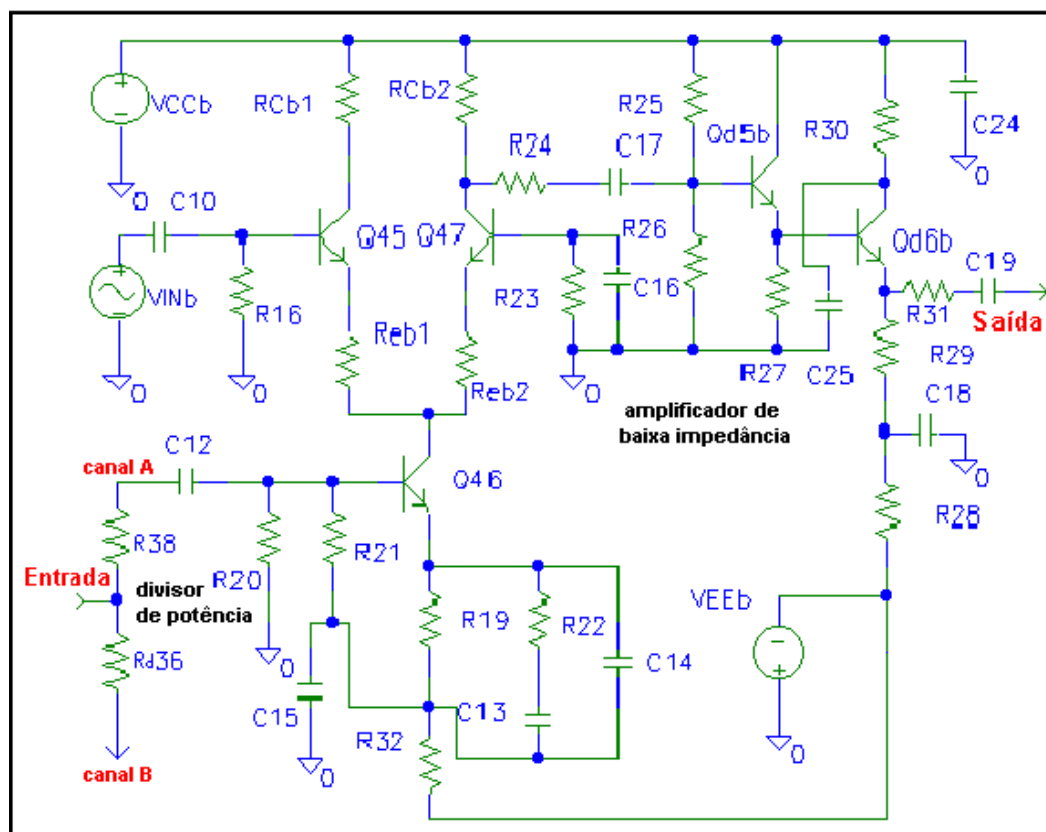 VCCb
RCb1
RCb2
R25
Qd5b
R30
C24
0
0
R24
C17
C10
Q45
Q47
R26
Qd6b
C19
VINb
R16
R23
C16
R31
Saída
Reb1
R27
C25
R29
0
0
Reb2
0
amplificador de
baixa impedância
C18
0
C12
canal A
Q46
R38
R20
R21
R28
Entrada
divisor
de potência
R19
R22
VEEb
C14
Rd36
0
C15
C13
R32
0
0
canal B